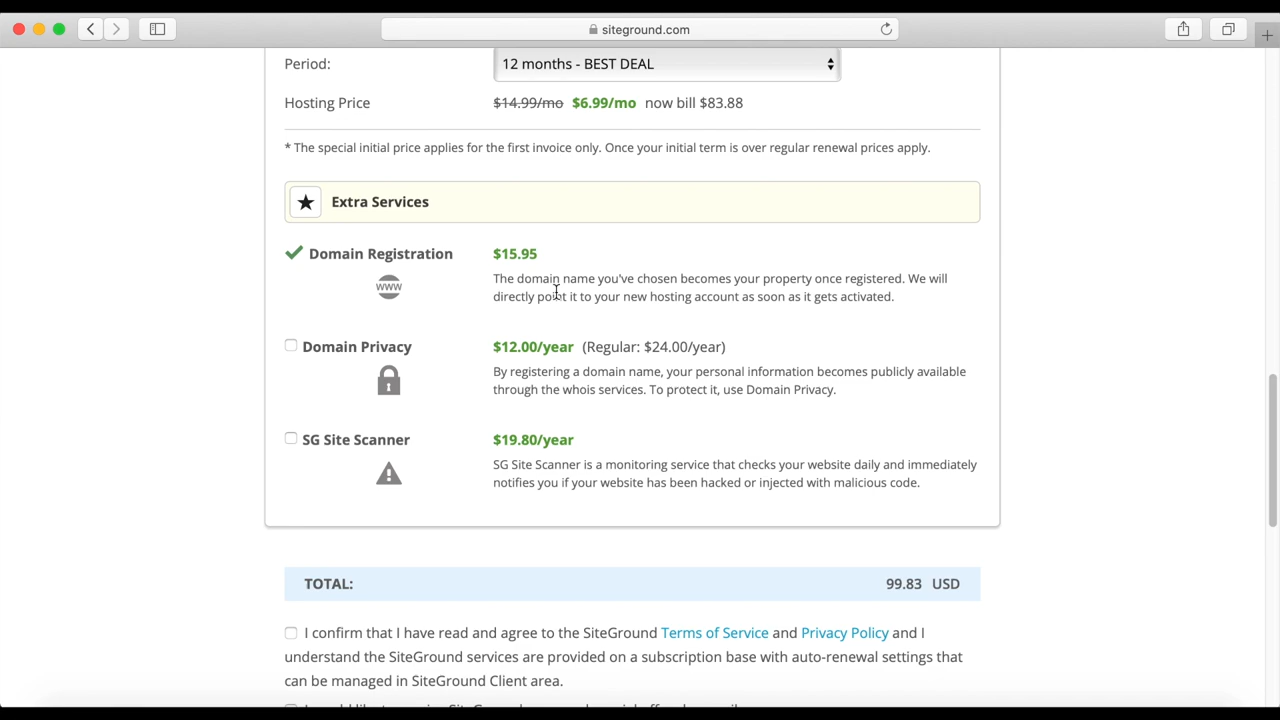 siteground.com
Period:
12 months - BEST DEAL
Hosting Price
$14.99/mo $6.99/mo now bill $83.88
* The special initial price applies for the first invoice only. Once your initial term is over regular renewal prices apply.
Extra Services
Domain Registration
$15.95
www
The domain name you've chosen becomes your property once registered. We will
directly point it to your new hosting account as soon as it gets activated.
Domain Privacy
$12.00/year (Regular: $24.00/year)
By registering a domain name, your personal information becomes publicly available
through the whois services. To protect it, use Domain Privacy.
SG Site Scanner
$19.80/year
SG Site Scanner is a monitoring service that checks your website daily and immediately
notifies you if your website has been hacked or injected with malicious code.
TOTAL:
99.83 USD
I confirm that I have read and agree to the SiteGround Terms of Service and Privacy Policy and I
understand the SiteGround services are provided on a subscription base with auto-renewal settings that
can be managed in SiteGround Client area.